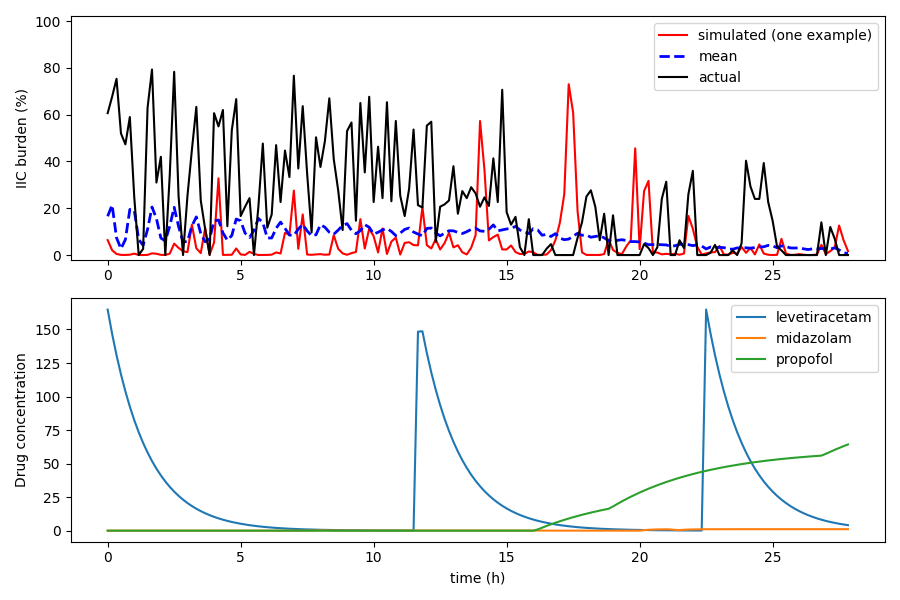 100
80
60
40
20
0
IIC burden (%)
simulated (one example)
mean
actual
0
5
10
15
20
25
150
125
100
75
50
25
0
Drug concentration
levetiracetam
midazolam
propofol
0
5
10
15
20
25
time (h)